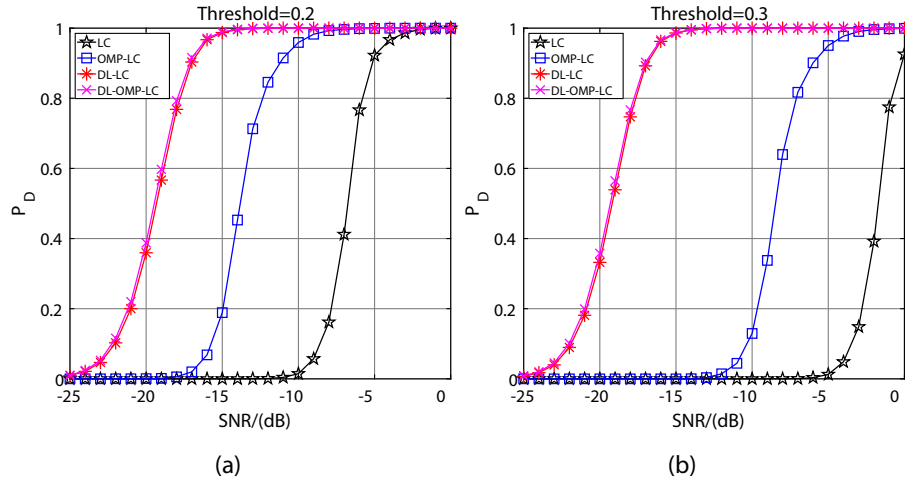 Threshold=0.2
LC
OMP-LC
DL-LC
DL-OMP-LC
1
0.8
0.6
0.4
0.2
0
P_D
-25 -20 -15 -10 -5 0
SNR/(dB)
(a)
Threshold=0.3
LC
OMP-LC
DL-LC
DL-OMP-LC
1
0.8
0.6
0.4
0.2
0
P_D
-25 -20 -15 -10 -5 0
SNR/(dB)
(b)